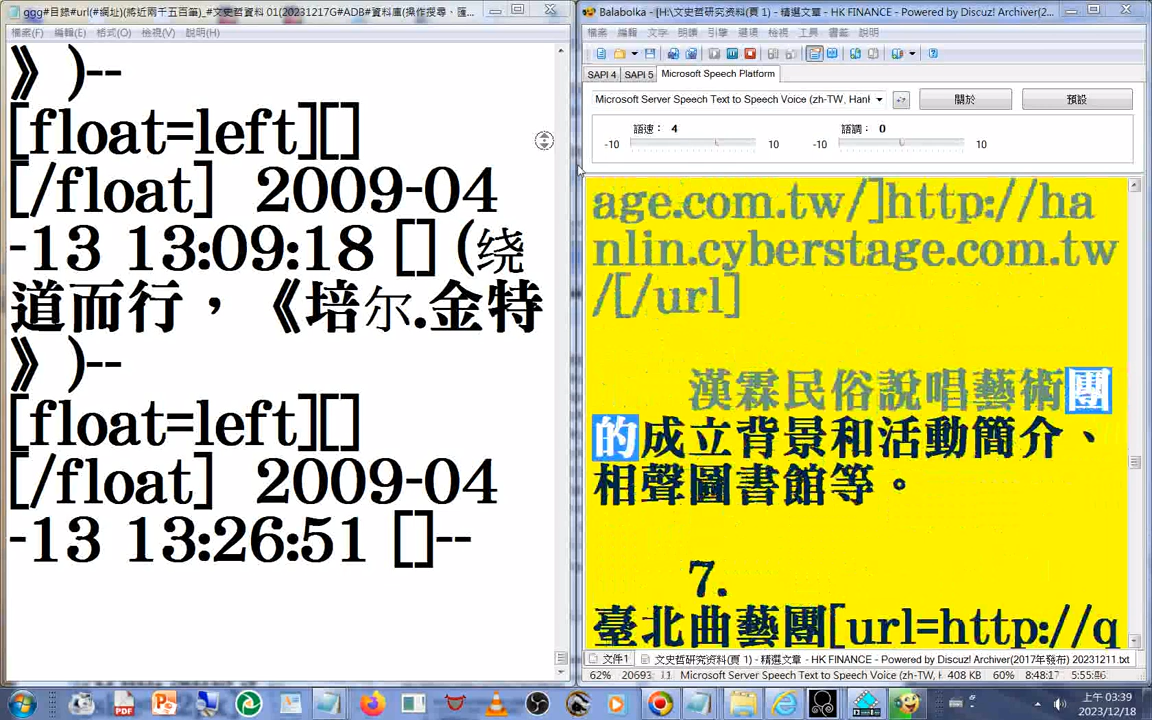 ggg#目錄#url(#網址)(將近兩千五百筆)_#文史哲資料 01(20231217G#ADB#資料庫(操作搜尋、匯...
檔案(F) 編輯(E) 格式(O) 檢視(V) 說明(H)
》)--
[float=left][]
[/float] 2009-04
-13 13:09:18 [] (绕
道而行，《培尔.金特
》)--
[float=left][]
[/float] 2009-04
-13 13:26:51 []--
Balabolka - [H:\文史哲研究资料(頁 1) - 精選文章 - HK FINANCE - Powered by Discuz! Archiver(2...
檔案 編輯 文字 朗讀 引擎 選項 檢視 工具 書籤 說明
SAPI 4 SAPI 5 Microsoft Speech Platform
Microsoft Server Speech Text to Speech Voice (zh-TW, Hanl 關於 預設
語速： 4 語調： 0
-10 10 -10 10
age.com.tw/]http://ha
nlin.cyberstage.com.tw
/[/url]
漢霖民俗說唱藝術團
的成立背景和活動簡介、
相聲圖書館等。
7.
臺北曲藝團[url=http://q
文件1 文史哲研究资料(頁 1) - 精選文章 - HK FINANCE - Powered by Discuz! Archiver(2017年發布) 20231211.txt
62% 20693: Microsoft Server Speech Text to Speech Voice (zh-TW, 408 KB 60% 8:48:17 5:55:46
上午 03:39
2023/12/18